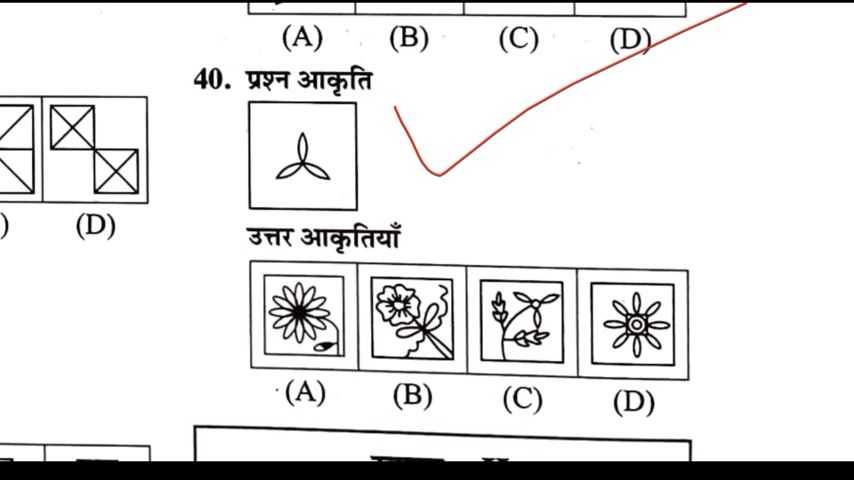 (A) (B) (C) (D)
40. प्रश्न आकृति
) (D)
उत्तर आकृतियाँ
(A) (B) (C) (D)